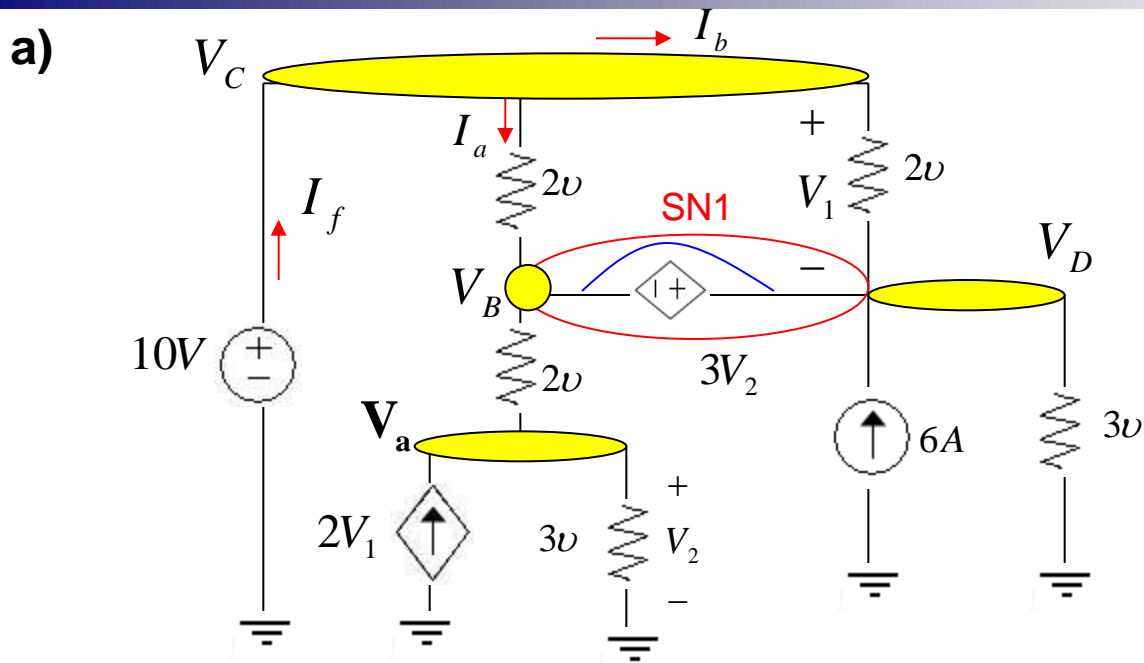 a)
I_b
V_C
I_a
+
2υ
V_1
2υ
I_f
SN1
V_D
V_B
−
− +
10V
+
−
2υ
3V_2
V_a
6A
3υ
+
2V_1
3υ
V_2
−